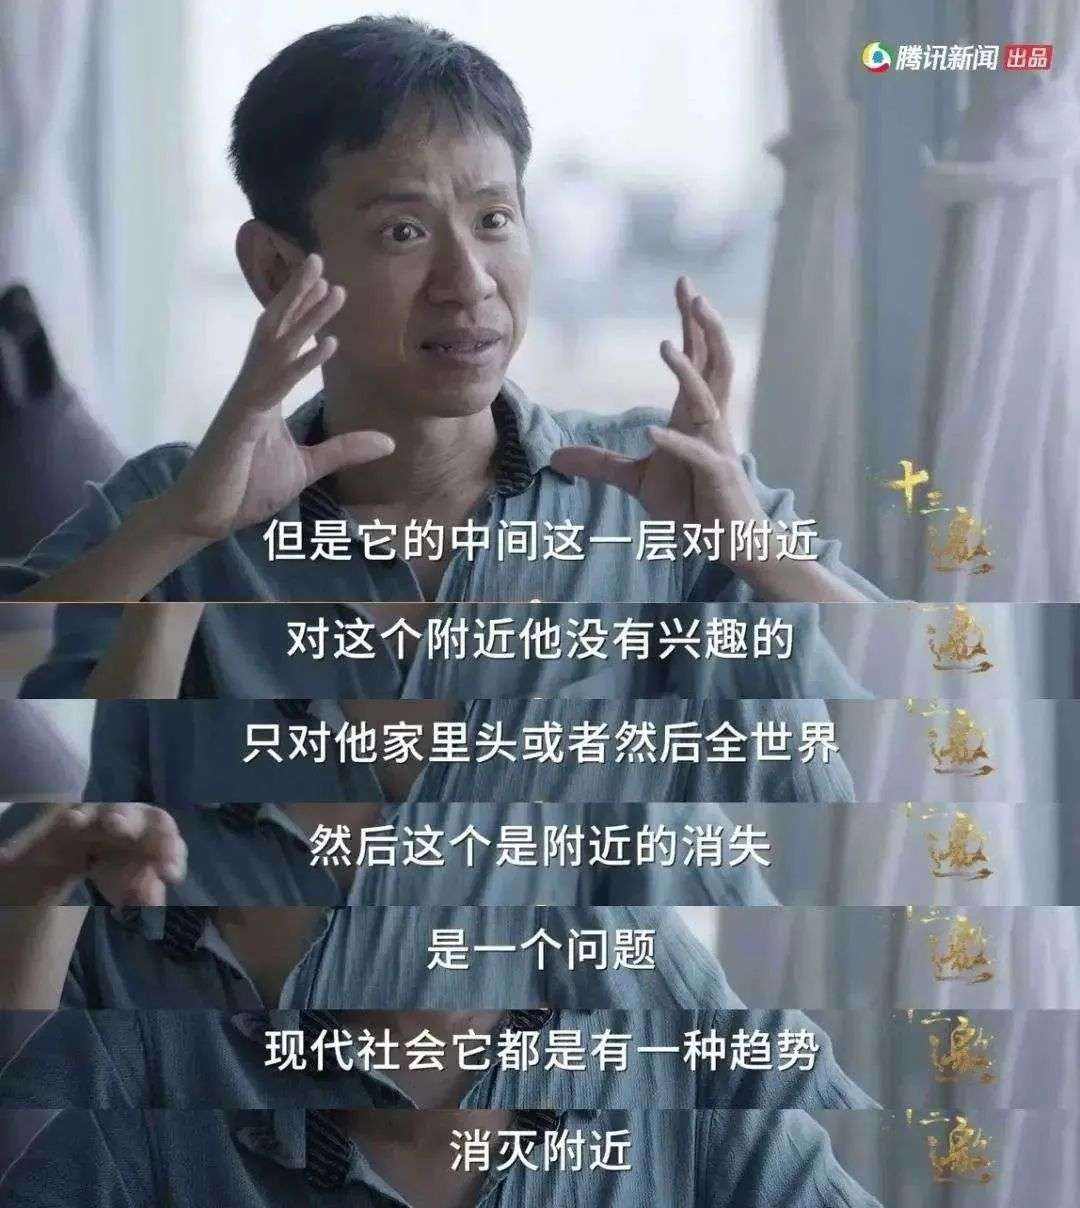 腾讯新闻 出品
十三邀
但是它的中间这一层对附近
对这个附近他没有兴趣的
只对他家里头或者然后全世界
然后这个是附近的消失
是一个问题
现代社会它都是有一种趋势
消灭附近